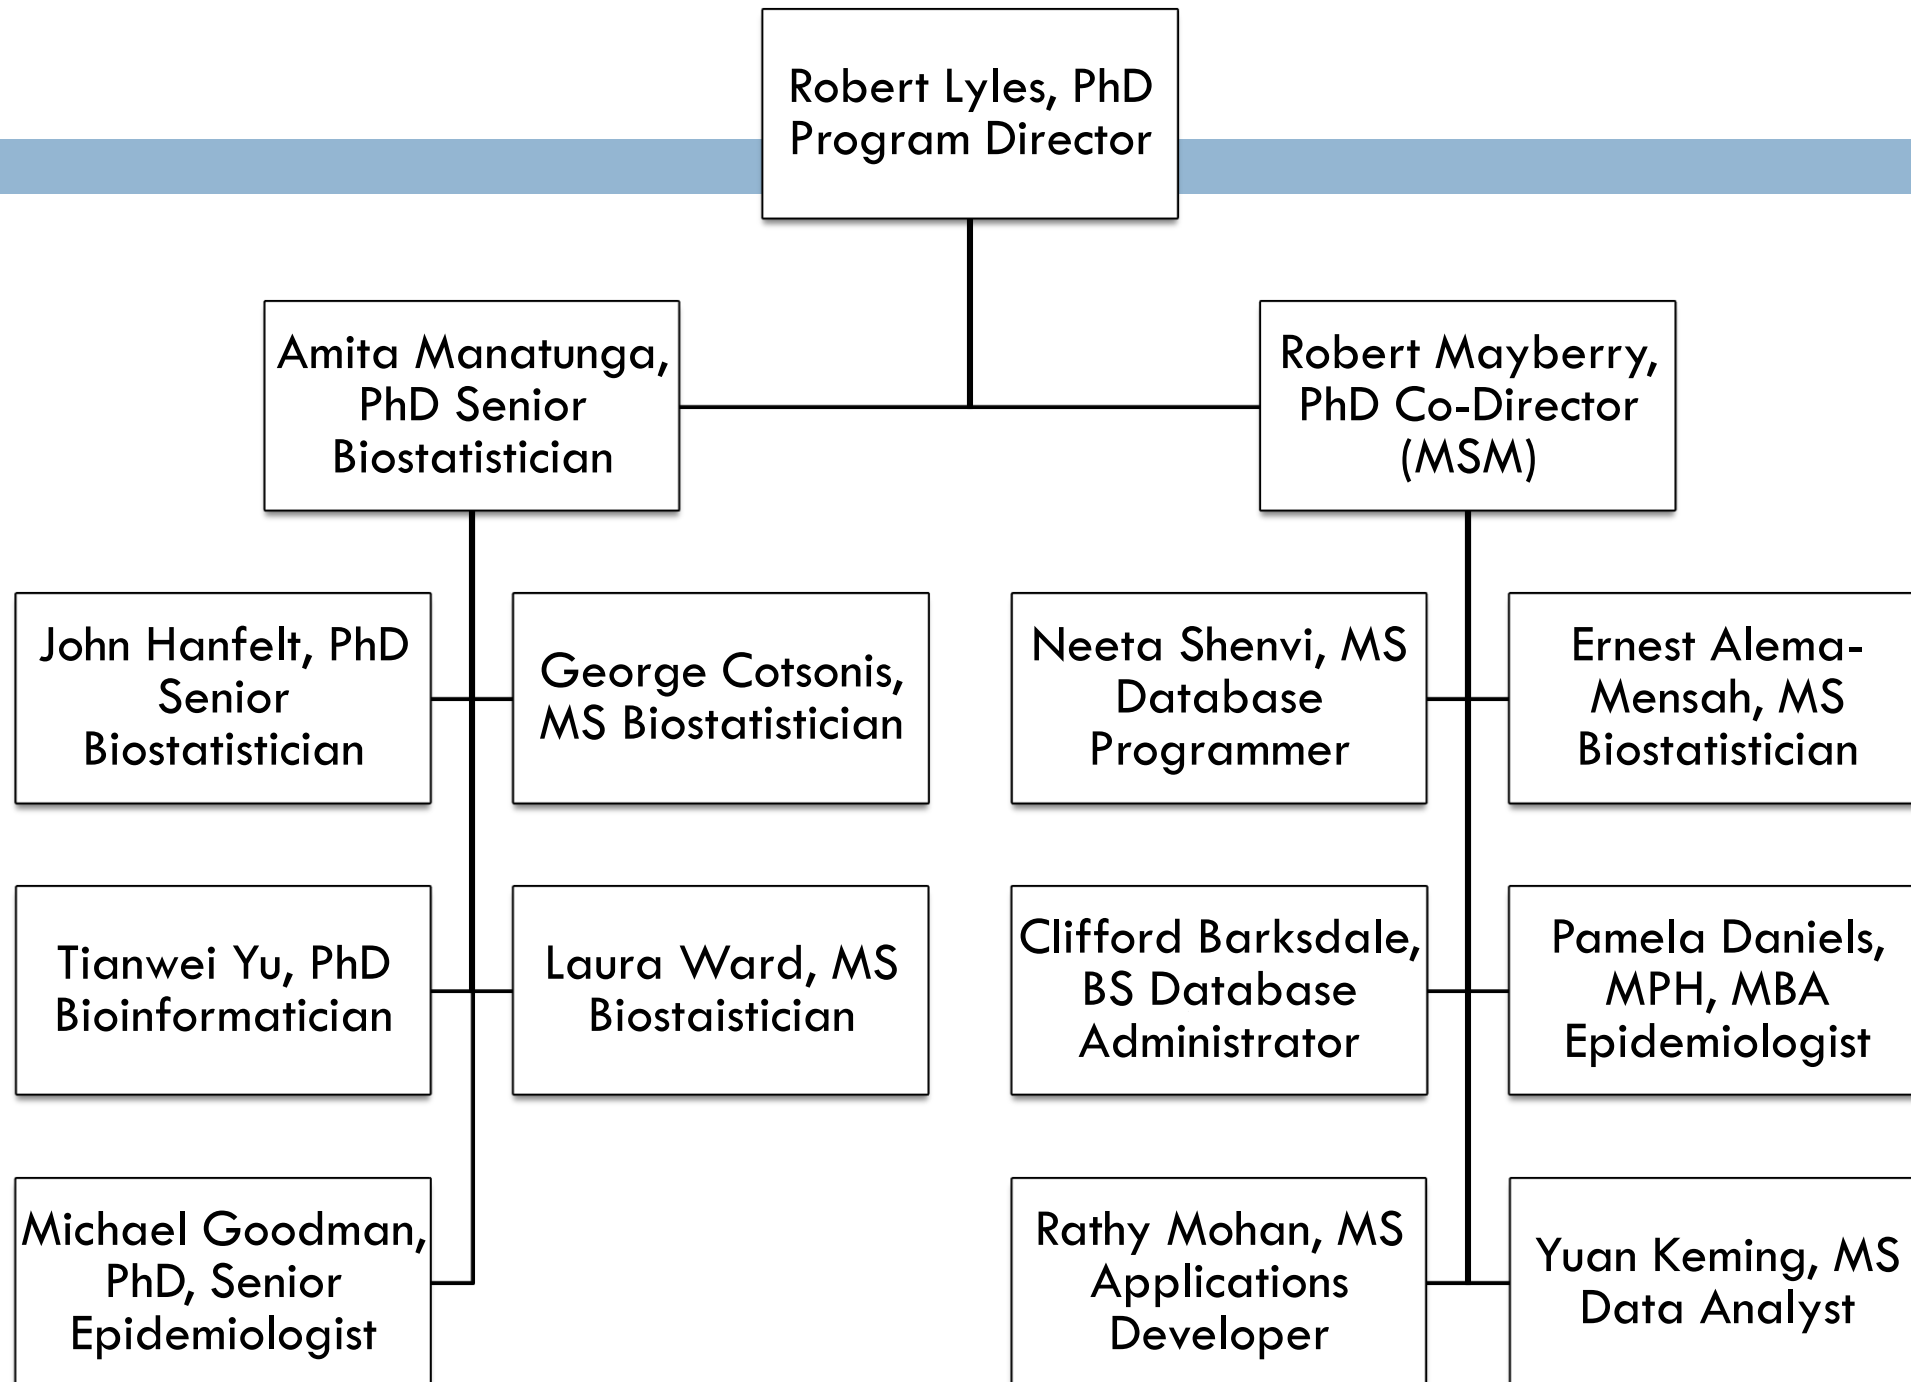 Robert Lyles, PhD
Program Director
Amita Manatunga,
PhD Senior
Biostatistician
Robert Mayberry,
PhD Co-Director
(MSM)
John Hanfelt, PhD
Senior
Biostatistician
George Cotsonis,
MS Biostatistician
Neeta Shenvi, MS
Database
Programmer
Ernest Alema-
Mensah, MS
Biostatistician
Tianwei Yu, PhD
Bioinformatician
Laura Ward, MS
Biostaistician
Clifford Barksdale,
BS Database
Administrator
Pamela Daniels,
MPH, MBA
Epidemiologist
Michael Goodman,
PhD, Senior
Epidemiologist
Rathy Mohan, MS
Applications
Developer
Yuan Keming, MS
Data Analyst